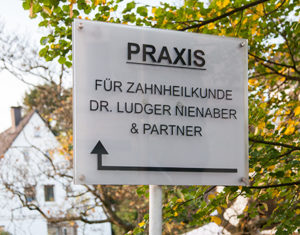 PRAXIS
FÜR ZAHNHEILKUNDE
DR. LUDGER NIENABER
& PARTNER